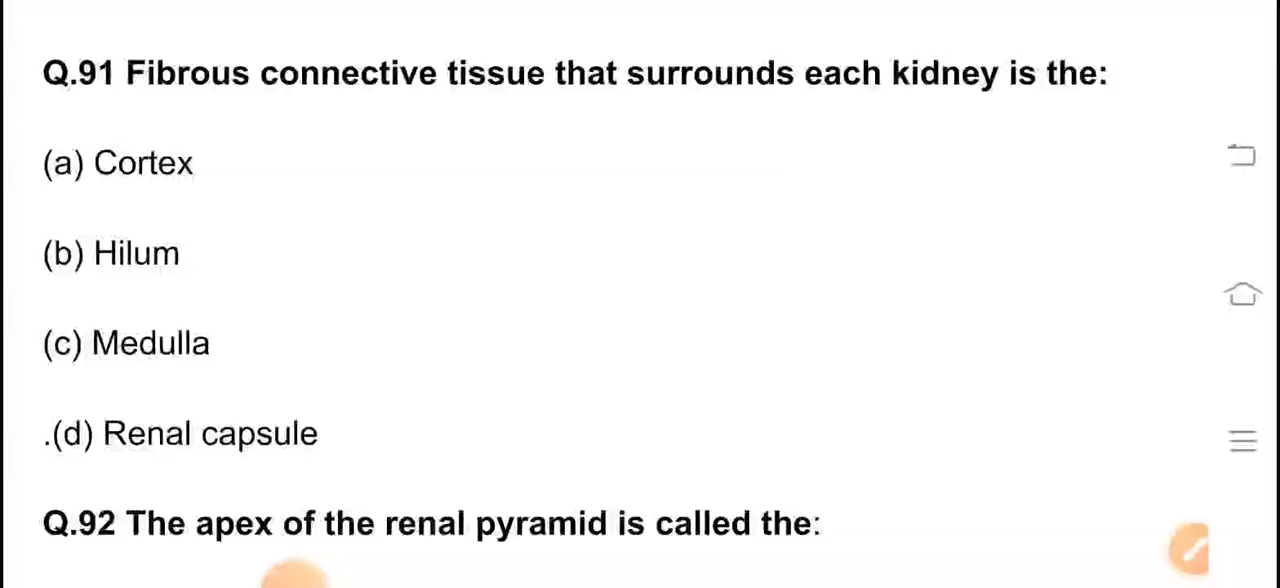 Q.91 Fibrous connective tissue that surrounds each kidney is the:
(a) Cortex
(b) Hilum
(c) Medulla
.(d) Renal capsule
Q.92 The apex of the renal pyramid is called the: